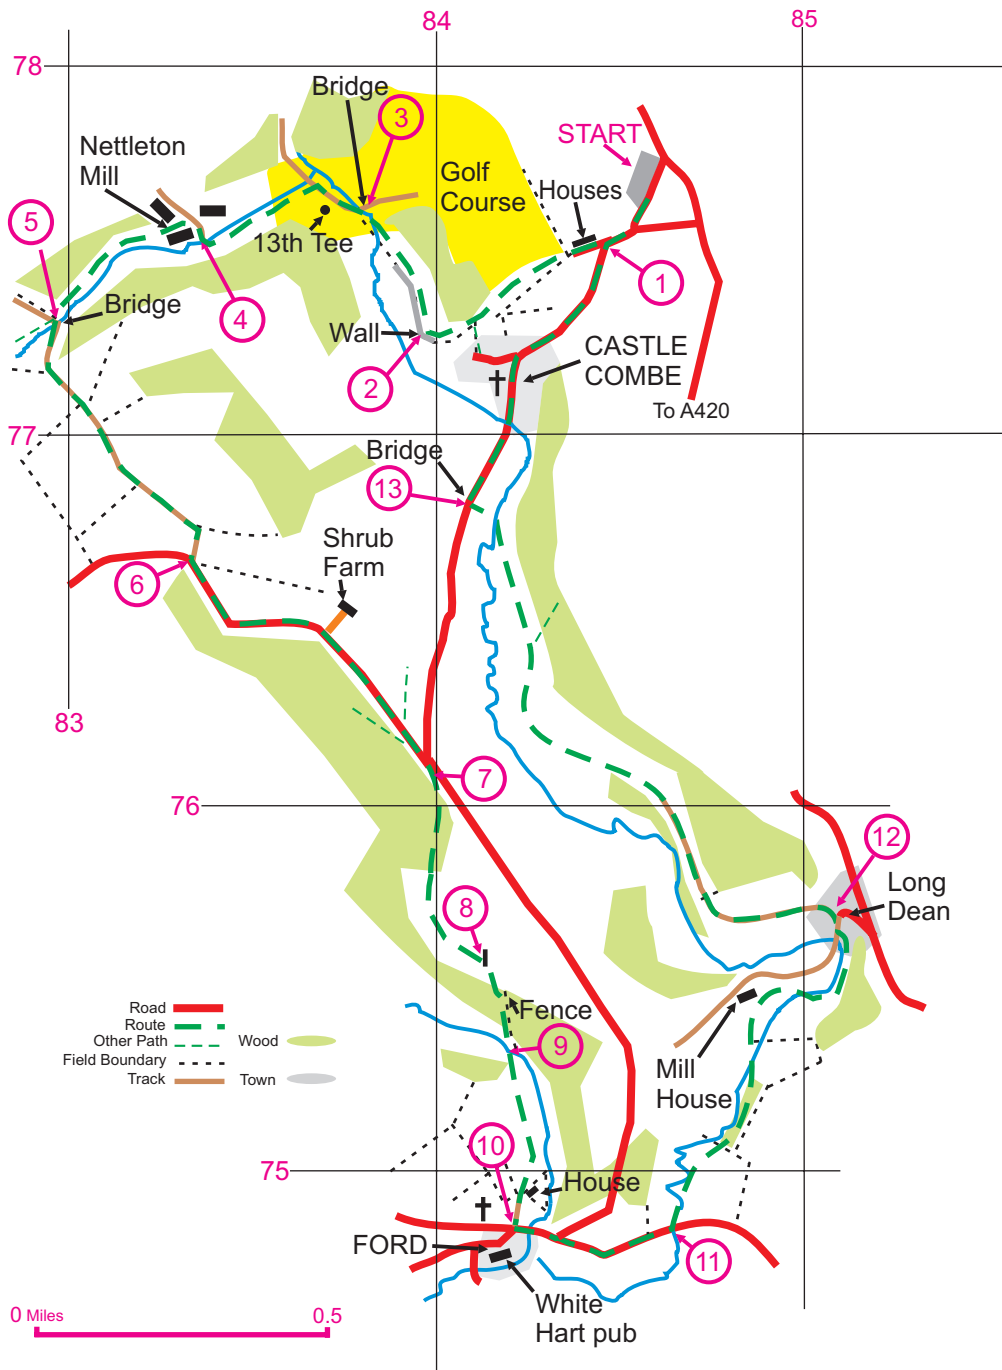 84
85
78
Bridge
3
START
Nettleton
Mill
Golf
Course
Houses
5
13th Tee
1
Bridge
4
Wall
2
CASTLE
COMBE
To A420
77
Bridge
13
Shrub
Farm
6
83
7
76
12
Long
Dean
8
Fence
Road
Route
Other Path
Wood
Field Boundary
Track
Town
9
Mill
House
10
75
House
FORD
11
White
Hart pub
0 Miles
0.5